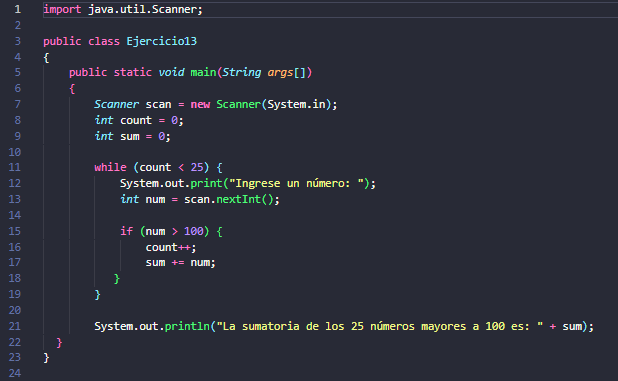 1 import java.util.Scanner;
2
3 public class Ejercicio13
4 {
5     public static void main(String args[])
6     {
7         Scanner scan = new Scanner(System.in);
8         int count = 0;
9         int sum = 0;
10
11         while (count < 25) {
12             System.out.print("Ingrese un número: ");
13             int num = scan.nextInt();
14
15             if (num > 100) {
16                 count++;
17                 sum += num;
18             }
19         }
20
21         System.out.println("La sumatoria de los 25 números mayores a 100 es: " + sum);
22   }
23 }
24